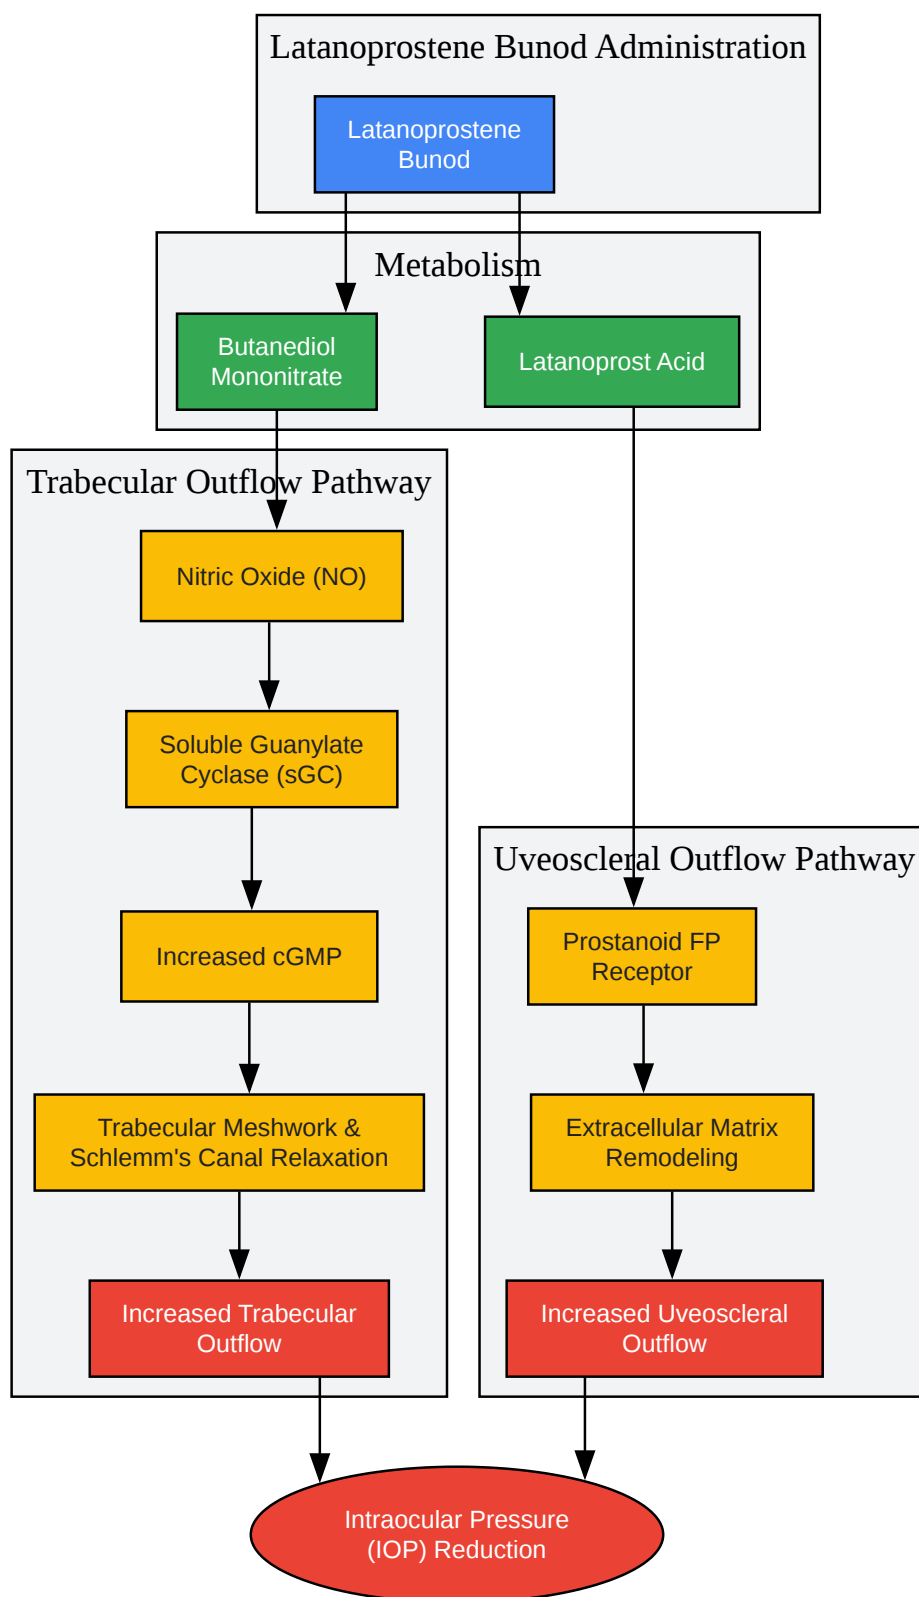 Latanoprostene Bunod Administration
Latanoprostene
Bunod
Metabolism
Butanediol
Mononitrate
Latanoprost Acid
Trabecular Outflow Pathway
Nitric Oxide (NO)
Soluble Guanylate
Cyclase (sGC)
Increased cGMP
Trabecular Meshwork &
Schlemm's Canal Relaxation
Increased Trabecular
Outflow
Uveoscleral Outflow Pathway
Prostanoid FP
Receptor
Extracellular Matrix
Remodeling
Increased Uveoscleral
Outflow
Intraocular Pressure
(IOP) Reduction